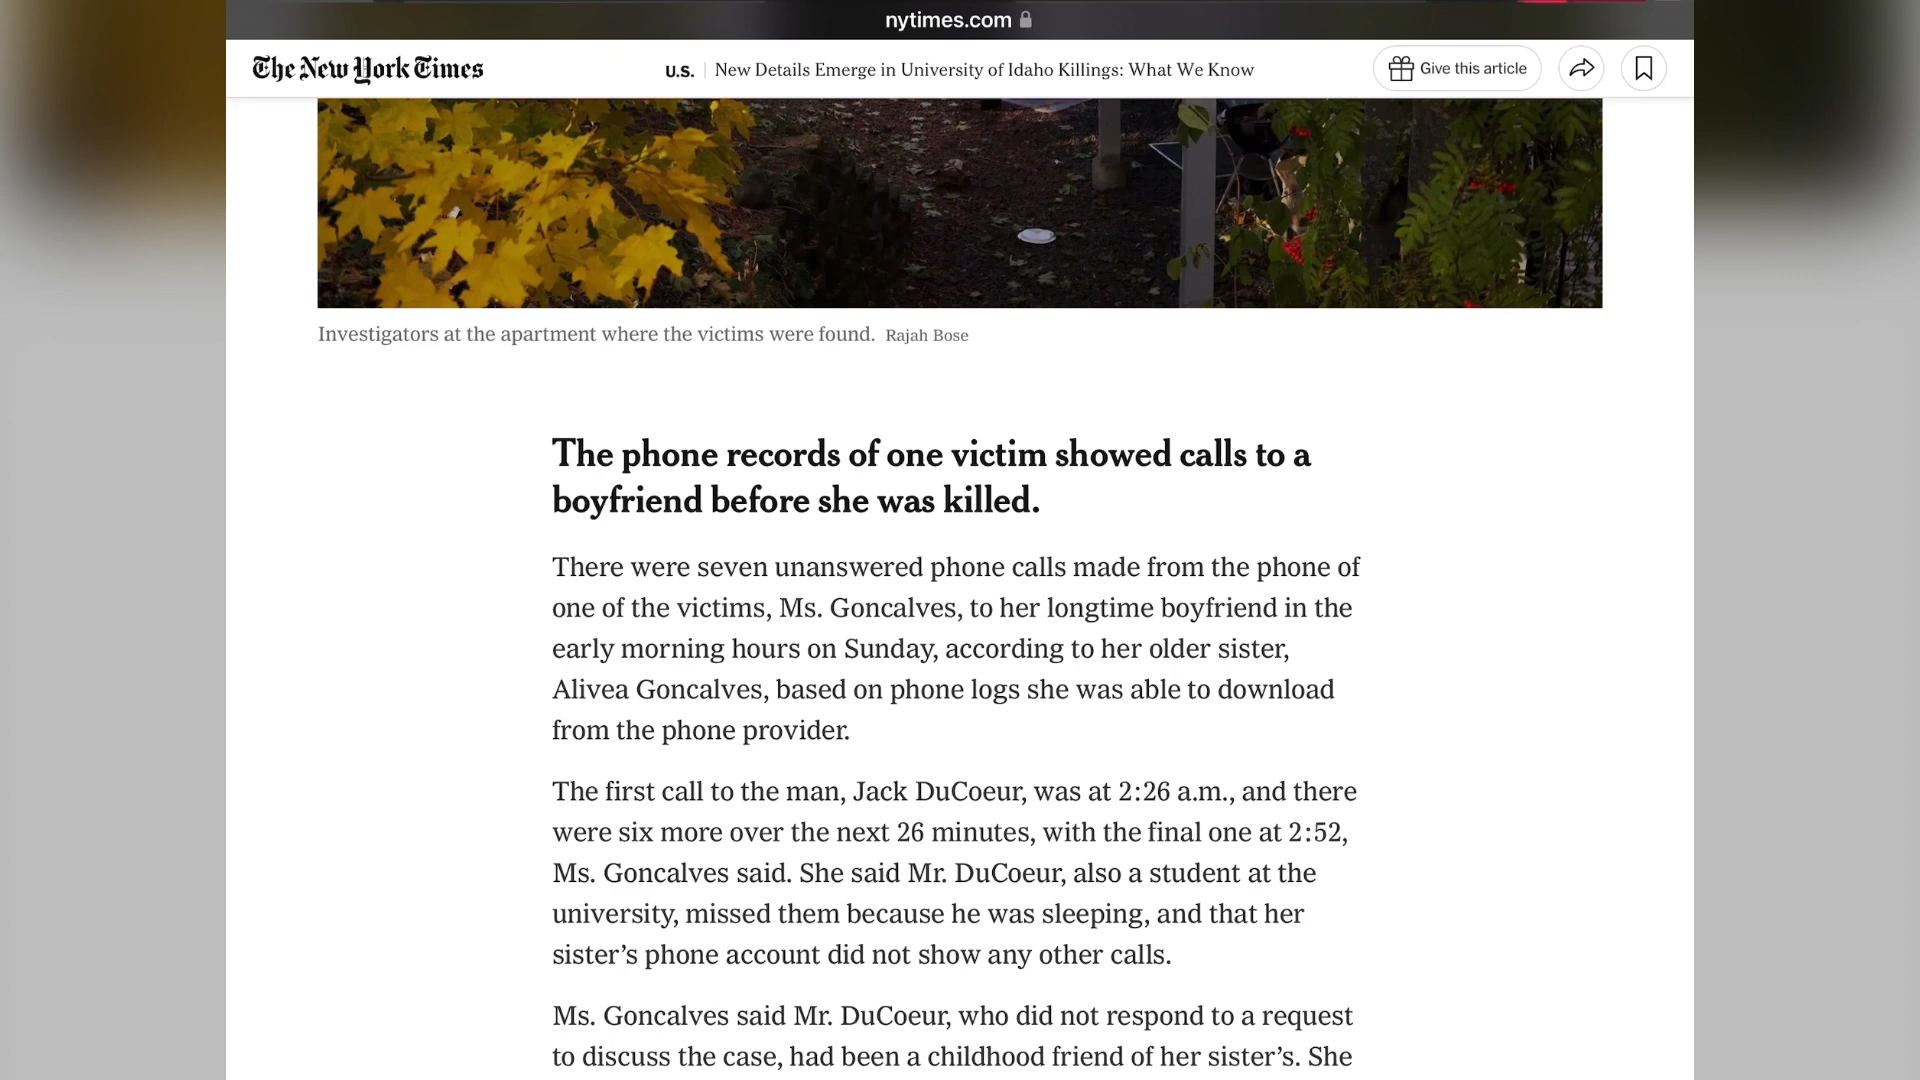 nytimes.com
The New York Times
U.S. New Details Emerge in University of Idaho Killings: What We Know
Give this article
Investigators at the apartment where the victims were found. Rajah Bose
The phone records of one victim showed calls to a
boyfriend before she was killed.
There were seven unanswered phone calls made from the phone of
one of the victims, Ms. Goncalves, to her longtime boyfriend in the
early morning hours on Sunday, according to her older sister,
Alivea Goncalves, based on phone logs she was able to download
from the phone provider.
The first call to the man, Jack DuCoeur, was at 2:26 a.m., and there
were six more over the next 26 minutes, with the final one at 2:52,
Ms. Goncalves said. She said Mr. DuCoeur, also a student at the
university, missed them because he was sleeping, and that her
sister’s phone account did not show any other calls.
Ms. Goncalves said Mr. DuCoeur, who did not respond to a request
to discuss the case, had been a childhood friend of her sister’s. She